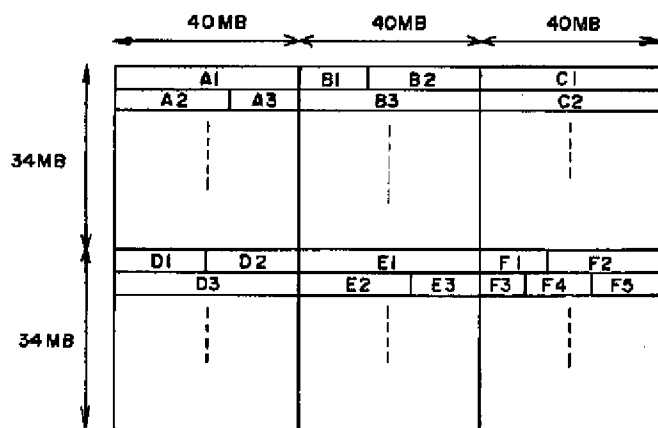 40MB 40MB 40MB
A1 B1 B2 C1
A2 A3 B3 C2
34MB
D1 D2 E1 F1 F2
D3 E2 E3 F3 F4 F5
34MB